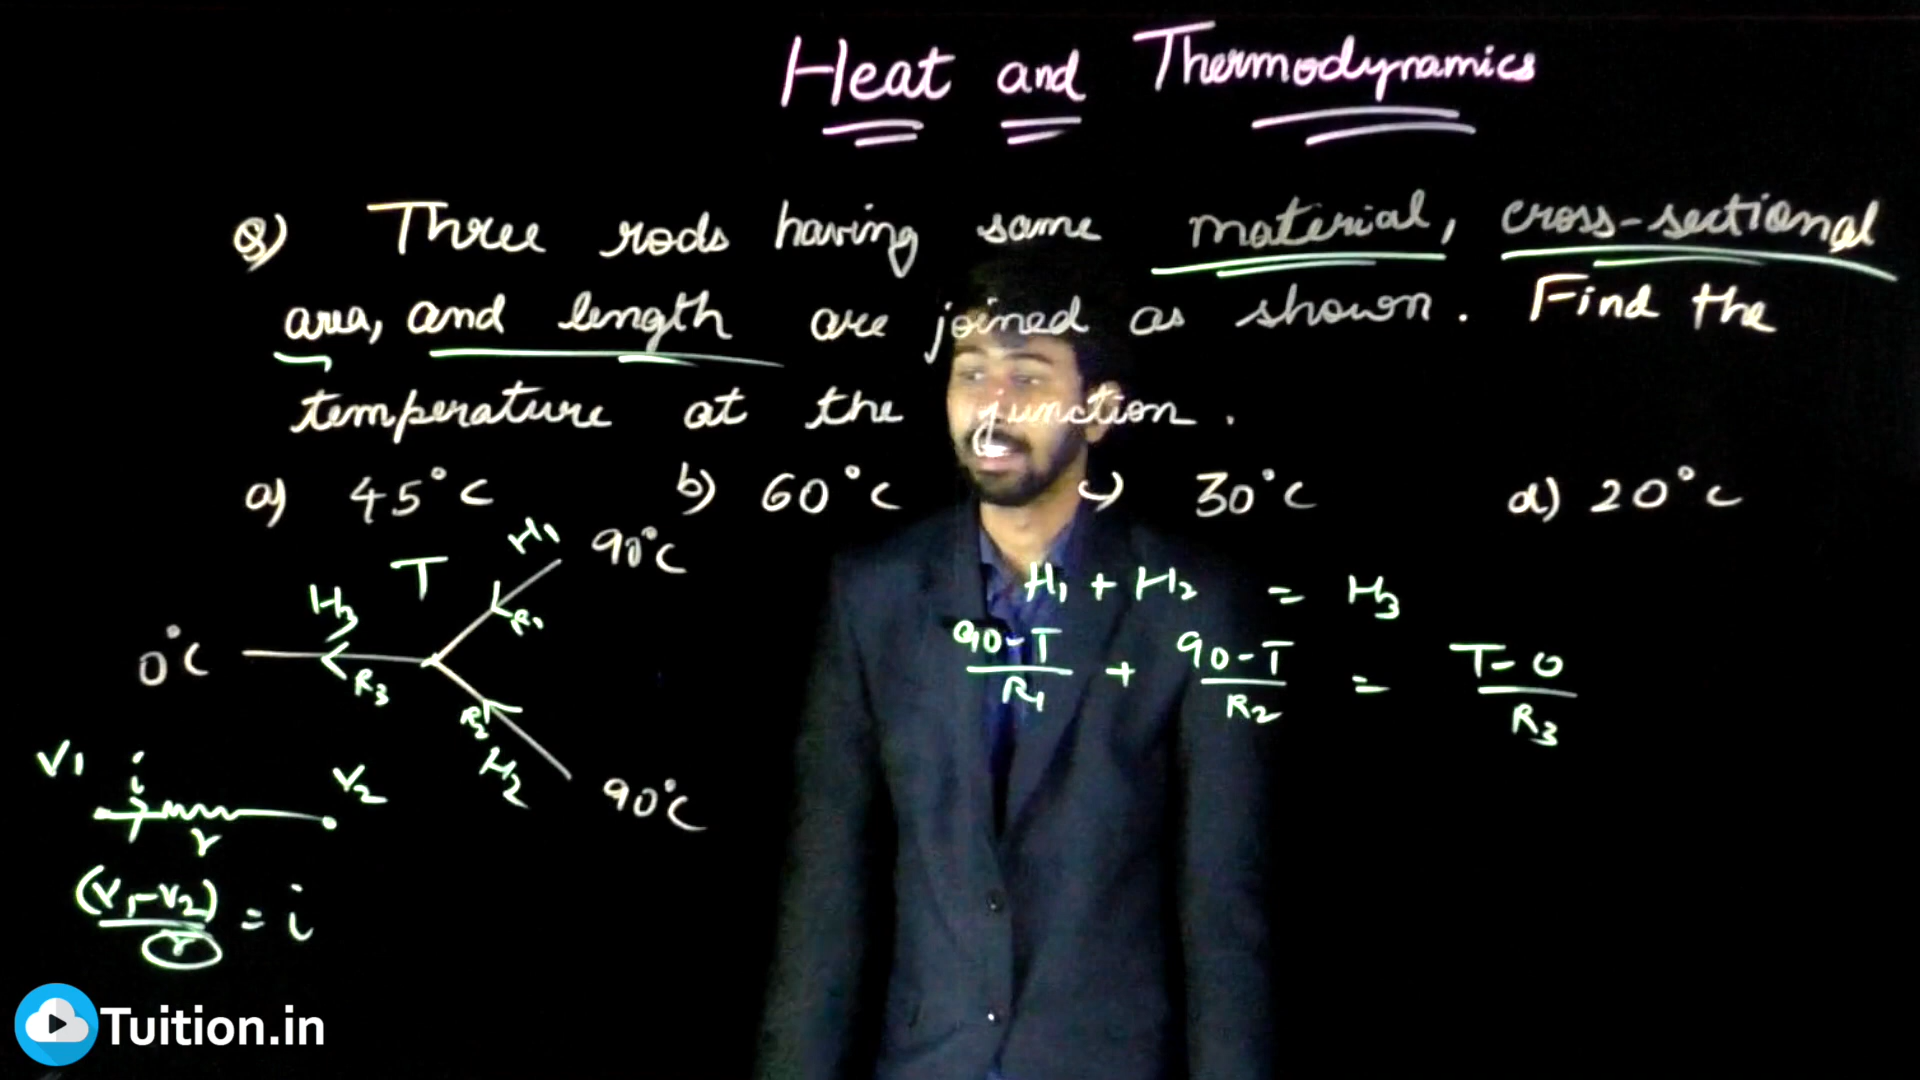 Heat and Thermodynamics
Q) Three rods having same material, cross-sectional
area, and length are joined as shown. Find the
temperature at the junction.
a) 45°C b) 60°C c) 30°C d) 20°C
H1 90°C
T
H3
R1
0°C
R3
R2
H2
90°C
H1 + H2 = H3
90-T/R1 + 90-T/R2 = T-0/R3
V1 i V2
r
(V1-V2)/r = i
Tuition.in